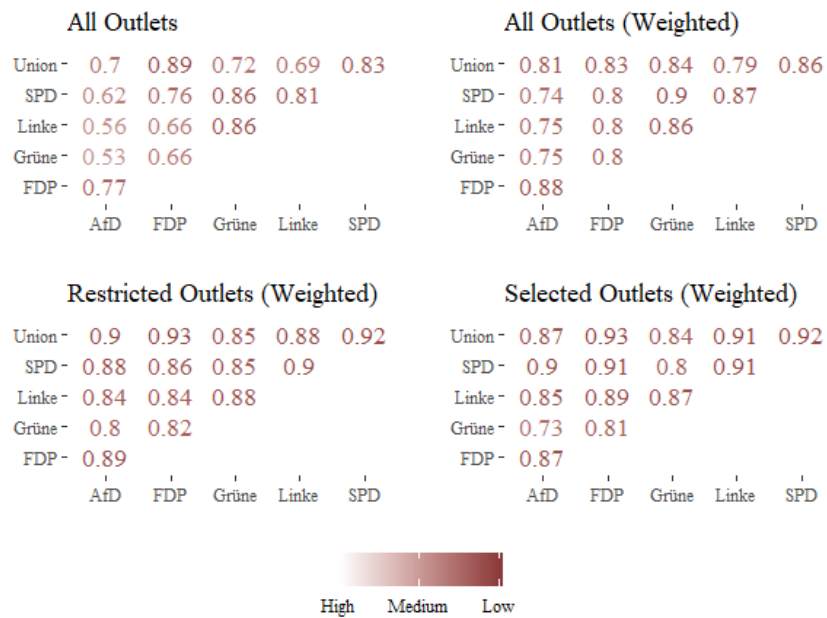 All Outlets
Union 0.7 0.89 0.72 0.69 0.83
SPD 0.62 0.76 0.86 0.81
Linke 0.56 0.66 0.86
Grüne 0.53 0.66
FDP 0.77
AfD FDP Grüne Linke SPD
All Outlets (Weighted)
Union 0.81 0.83 0.84 0.79 0.86
SPD 0.74 0.8 0.9 0.87
Linke 0.75 0.8 0.86
Grüne 0.75 0.8
FDP 0.88
AfD FDP Grüne Linke SPD
Restricted Outlets (Weighted)
Union 0.9 0.93 0.85 0.88 0.92
SPD 0.88 0.86 0.85 0.9
Linke 0.84 0.84 0.88
Grüne 0.8 0.82
FDP 0.89
AfD FDP Grüne Linke SPD
Selected Outlets (Weighted)
Union 0.87 0.93 0.84 0.91 0.92
SPD 0.9 0.91 0.8 0.91
Linke 0.85 0.89 0.87
Grüne 0.73 0.81
FDP 0.87
AfD FDP Grüne Linke SPD
High Medium Low